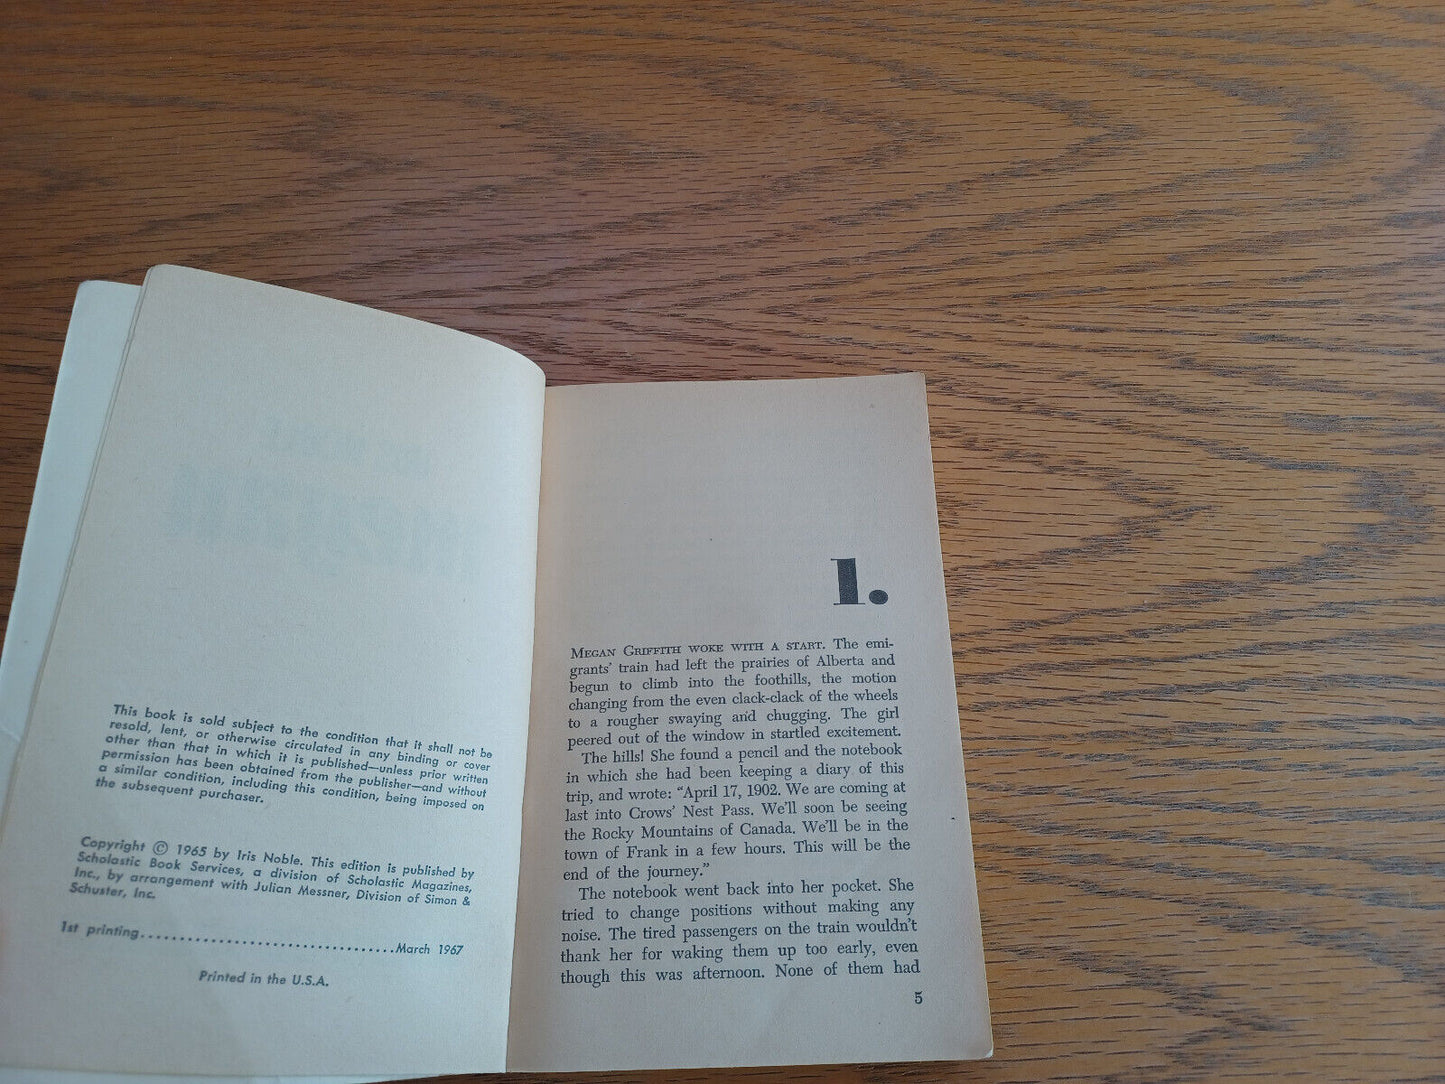 This book is sold subject to the condition that it shall not be
resold, lent, or otherwise circulated in any binding or cover
other than that in which it is published—unless prior written
permission has been obtained from the publisher—and without
a similar condition, including this condition, being imposed on
the subsequent purchaser.
Copyright © 1965 by Iris Noble. This edition is published by
Scholastic Book Services, a division of Scholastic Magazines,
Inc., by arrangement with Julian Messner, Division of Simon &
Schuster, Inc.
1st printing................................March 1967
Printed in the U.S.A.
1.
MEGAN GRIFFITH WOKE WITH A START. The emi-
grants' train had left the prairies of Alberta and
begun to climb into the foothills, the motion
changing from the even clack-clack of the wheels
to a rougher swaying and chugging. The girl
peered out of the window in startled excitement.
The hills! She found a pencil and the notebook
in which she had been keeping a diary of this
trip, and wrote: "April 17, 1902. We are coming at
last into Crows' Nest Pass. We'll soon be seeing
the Rocky Mountains of Canada. We'll be in the
town of Frank in a few hours. This will be the
end of the journey."
The notebook went back into her pocket. She
tried to change positions without making any
noise. The tired passengers on the train wouldn't
thank her for waking them up too early, even
though this was afternoon. None of them had
5